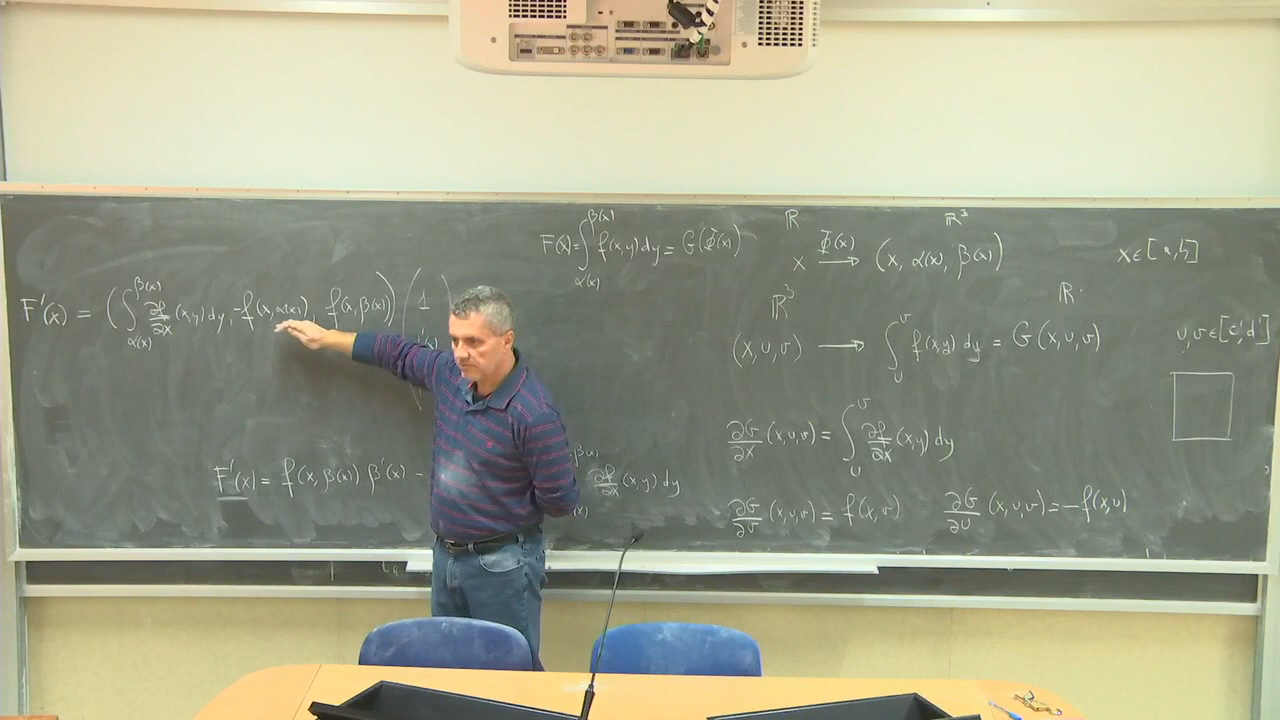 F'(x) = ( ∫_{α(x)}^{β(x)} ∂f/∂x (x,y) dy, -f(x,α(x)), f(x,β(x)) ) ( 1
F'(x) = f(x,β(x)) β'(x) -
∂f/∂x (x,y) dy
F(x) = ∫_{α(x)}^{β(x)} f(x,y) dy = G(Φ(x))
ℝ ℝ³
x ⟶^{Φ(x)} (x, α(x), β(x))
x∈[a,b]
ℝ³ ℝ
(x,u,v) ⟶ ∫_u^v f(x,y) dy = G(x,u,v)
u,v∈[c',d']
∂G/∂x (x,u,v) = ∫_u^v ∂f/∂x (x,y) dy
∂G/∂v (x,u,v) = f(x,v) ∂G/∂u (x,u,v) = -f(x,u)